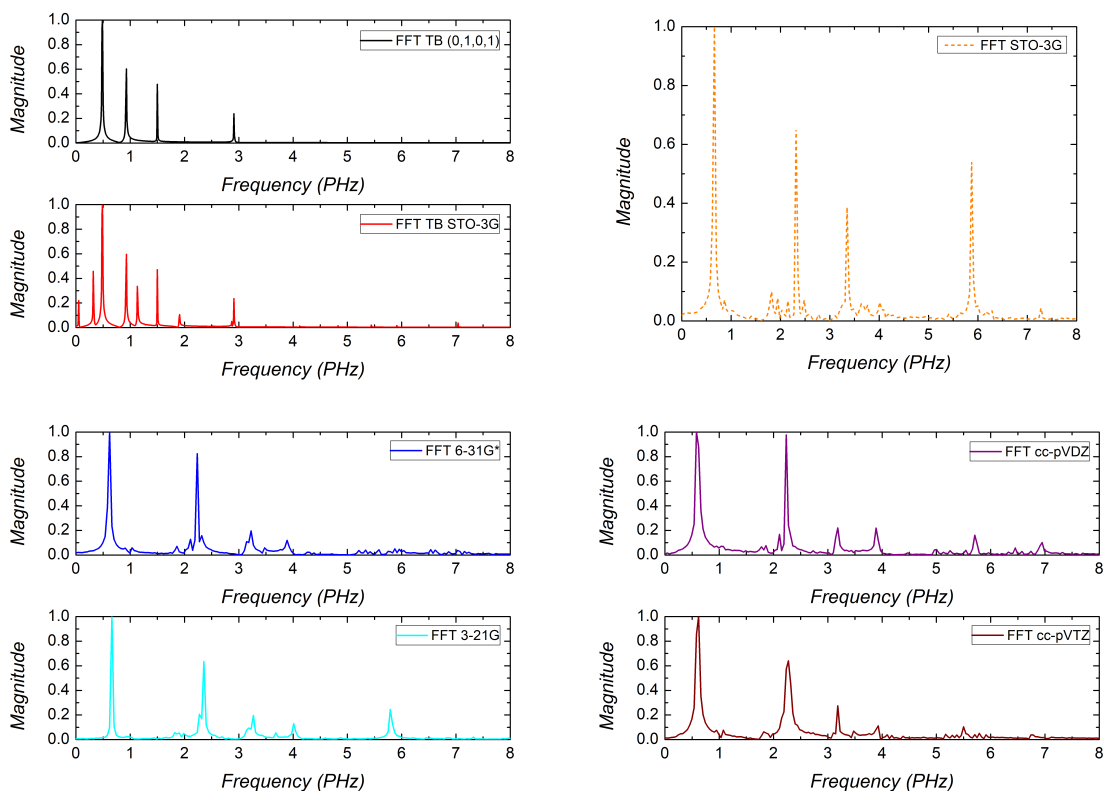 1.0
0.8
0.6
0.4
0.2
0.0
Magnitude
FFT TB (0,1,0,1)
0 1 2 3 4 5 6 7 8
Frequency (PHz)
1.0
0.8
0.6
0.4
0.2
0.0
Magnitude
FFT TB STO-3G
0 1 2 3 4 5 6 7 8
Frequency (PHz)
1.0
0.8
0.6
0.4
0.2
0.0
Magnitude
FFT STO-3G
0 1 2 3 4 5 6 7 8
Frequency (PHz)
1.0
0.8
0.6
0.4
0.2
0.0
Magnitude
FFT 6-31G*
0 1 2 3 4 5 6 7 8
Frequency (PHz)
1.0
0.8
0.6
0.4
0.2
0.0
Magnitude
FFT cc-pVDZ
0 1 2 3 4 5 6 7 8
Frequency (PHz)
1.0
0.8
0.6
0.4
0.2
0.0
Magnitude
FFT 3-21G
0 1 2 3 4 5 6 7 8
Frequency (PHz)
1.0
0.8
0.6
0.4
0.2
0.0
Magnitude
FFT cc-pVTZ
0 1 2 3 4 5 6 7 8
Frequency (PHz)